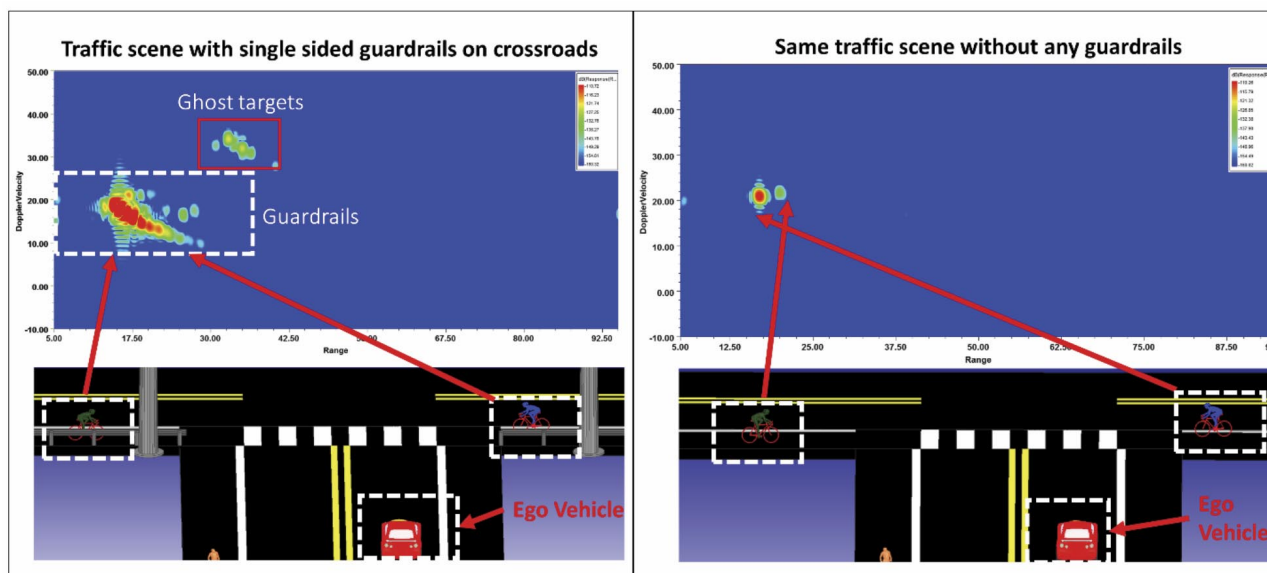 Traffic scene with single sided guardrails on crossroads
50.00
40.00
30.00
20.00
10.00
0.00
-10.00
DopplerVelocity
Ghost targets
Guardrails
5.00 17.50 30.00 42.50 55.00 67.50 80.00 92.50
Range
Ego Vehicle
Same traffic scene without any guardrails
50.00
40.00
30.00
20.00
10.00
0.00
-10.00
DopplerVelocity
5.00 12.50 25.00 37.50 50.00 62.50 75.00 87.50
Range
Ego
Vehicle